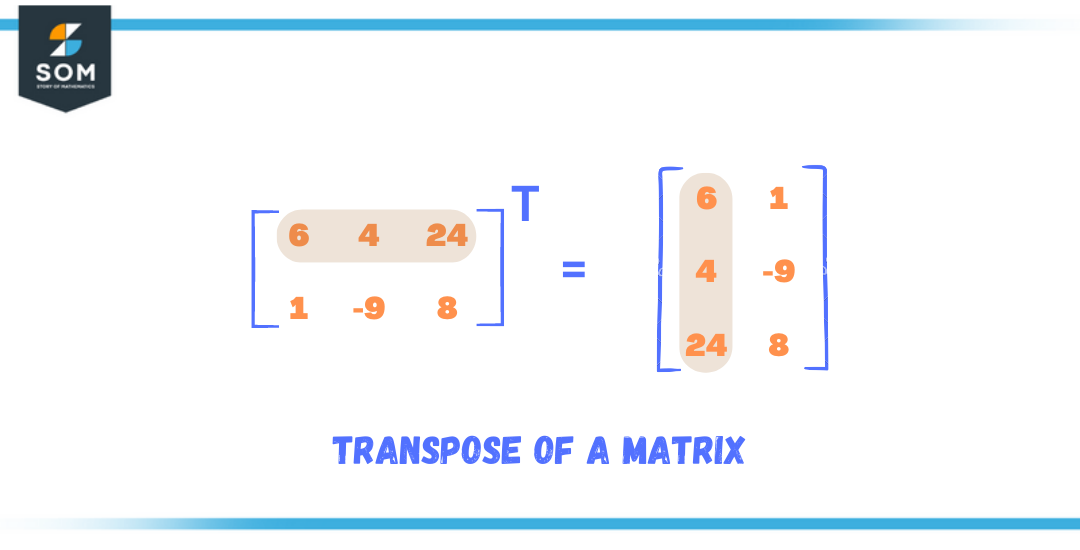 SOM
STORY OF MATHEMATICS
T
6 4 24
1 -9 8
=
6 1
4 -9
24 8
TRANSPOSE OF A MATRIX